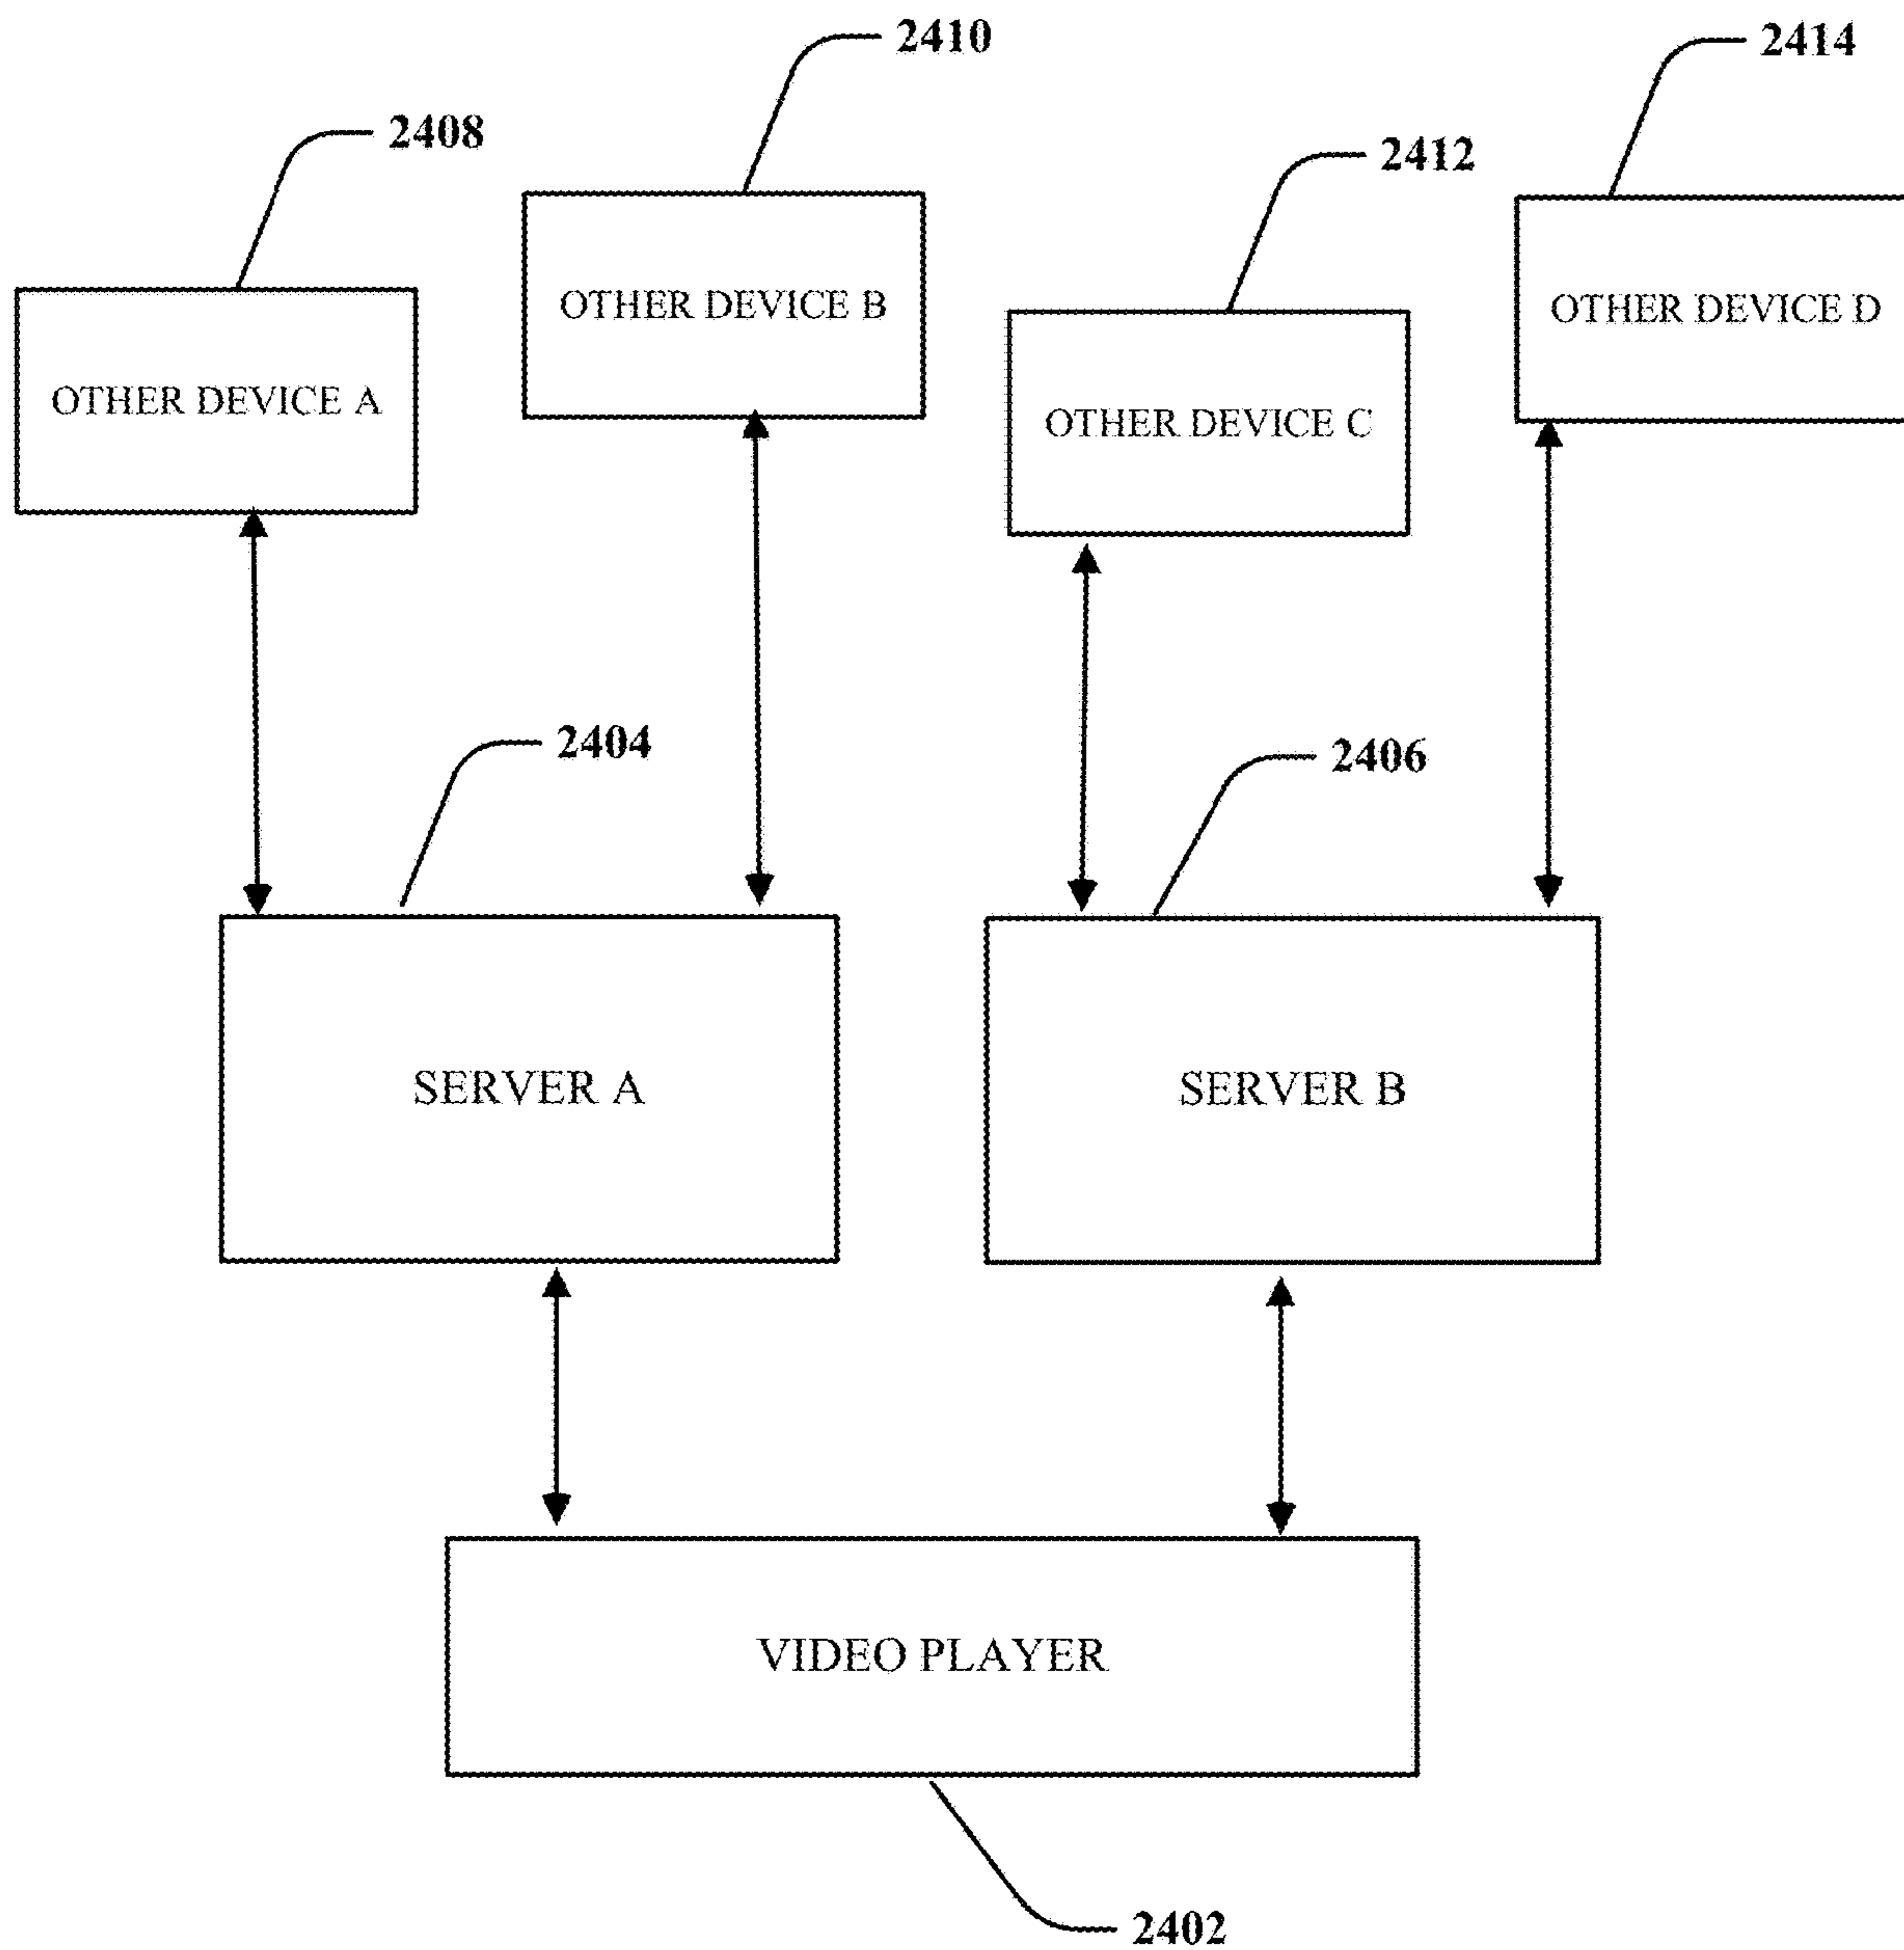 2410
2414
2408
2412
OTHER DEVICE B
OTHER DEVICE D
OTHER DEVICE A
OTHER DEVICE C
2404
2406
SERVER A
SERVER B
VIDEO PLAYER
2402